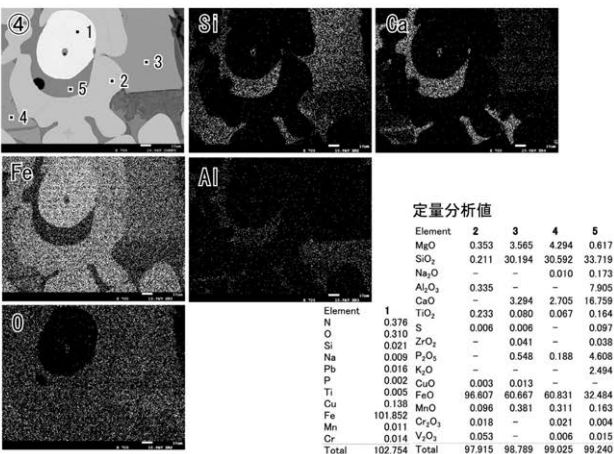 ④
1
2
3
4
5
Si
Ca
Fe
Al
O
定量分析値
Element 2 3 4 5
MgO 0.353 3.565 4.294 0.617
SiO₂ 0.211 30.194 30.592 33.719
Na₂O - - 0.010 0.173
Al₂O₃ 0.335 - - 7.905
CaO - 3.294 2.705 16.759
TiO₂ 0.233 0.080 0.067 0.164
S 0.006 0.006 - 0.097
ZrO₂ - 0.041 - 0.038
P₂O₅ - 0.548 0.188 4.608
K₂O - - - 2.494
CuO 0.003 0.013 - -
FeO 96.607 60.667 60.831 32.484
MnO 0.096 0.381 0.311 0.163
Cr₂O₃ 0.018 - 0.021 0.004
V₂O₃ 0.053 - 0.006 0.015
Total 97.915 98.789 99.025 99.240
Element 1
N 0.376
O 0.310
Si 0.021
Na 0.009
Pb 0.016
P 0.002
Ti 0.005
Cu 0.138
Fe 101.852
Mn 0.011
Cr 0.014
Total 102.754